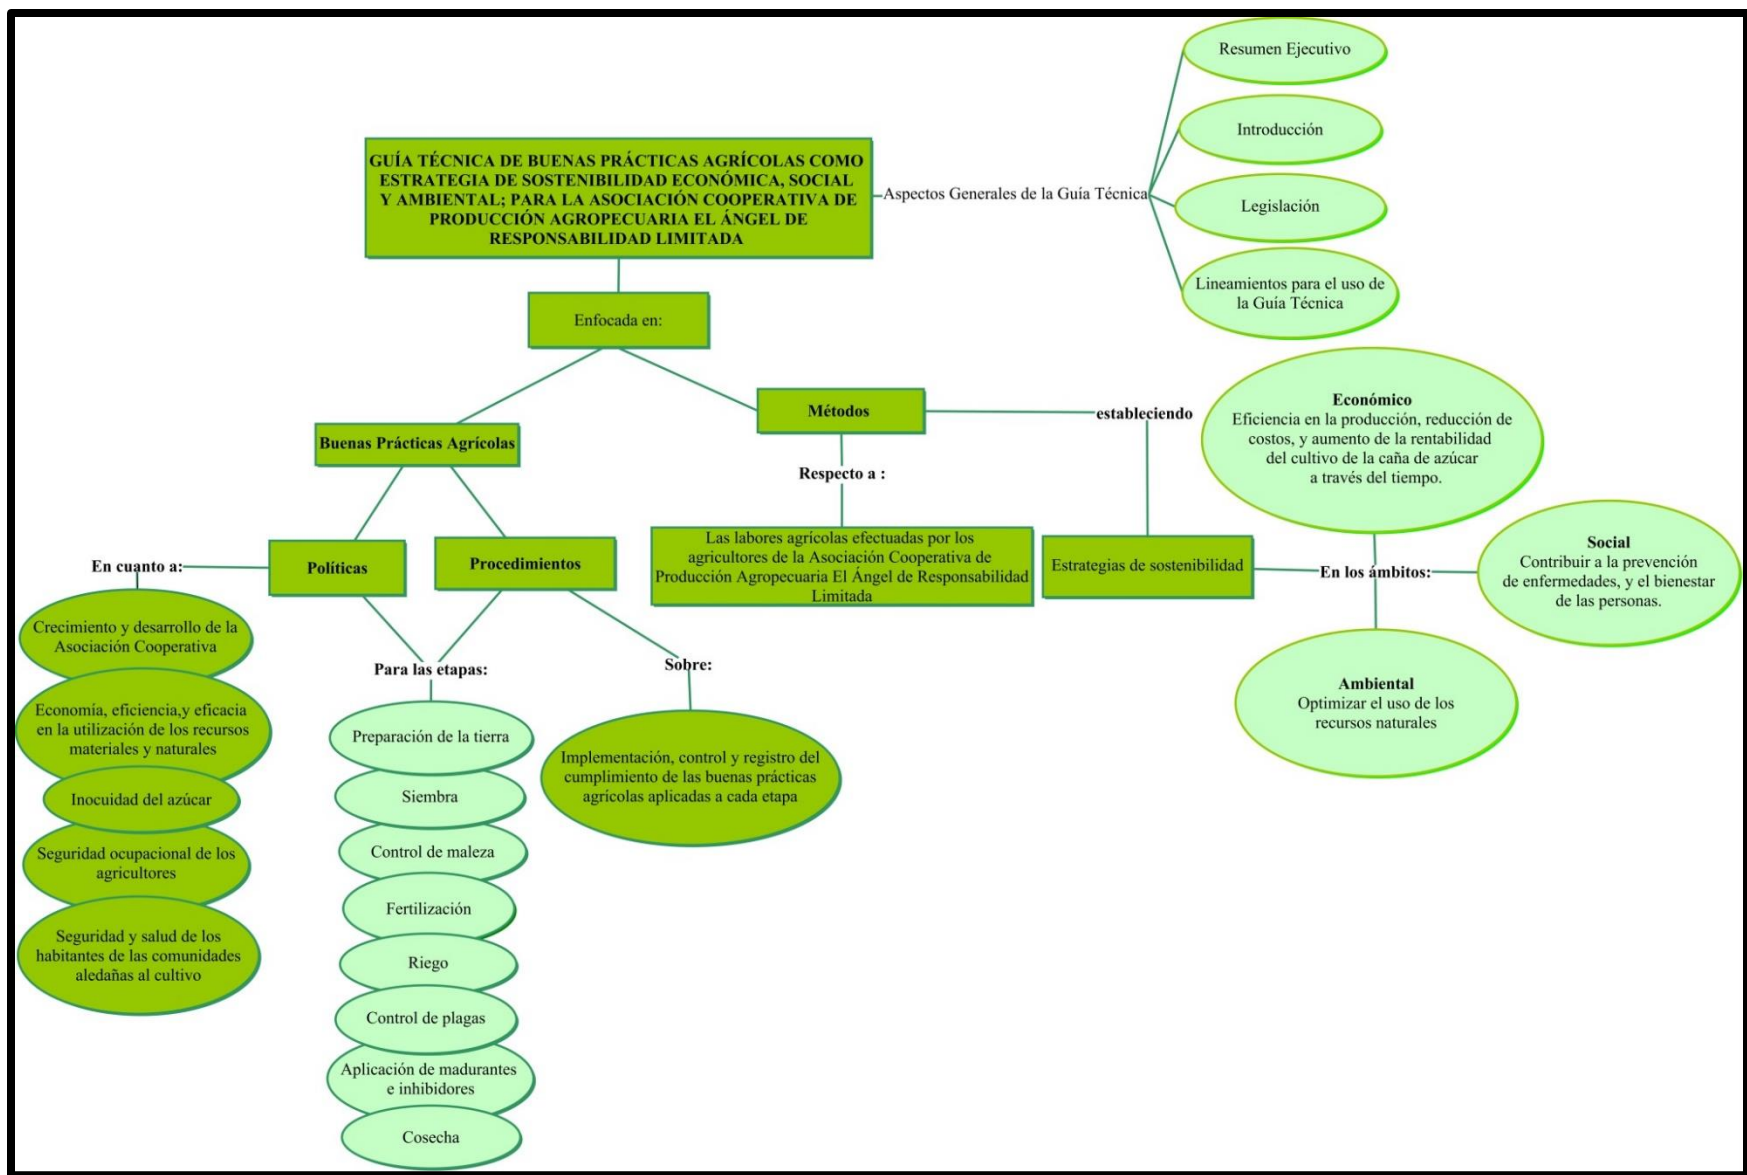 Resumen Ejecutivo
Introducción
Legislación
Lineamientos para el uso de
la Guía Técnica
GUÍA TÉCNICA DE BUENAS PRÁCTICAS AGRÍCOLAS COMO
ESTRATEGIA DE SOSTENIBILIDAD ECONÓMICA, SOCIAL
Y AMBIENTAL; PARA LA ASOCIACIÓN COOPERATIVA DE
PRODUCCIÓN AGROPECUARIA EL ÁNGEL DE
RESPONSABILIDAD LIMITADA
Aspectos Generales de la Guía Técnica
Enfocada en:
Buenas Prácticas Agrícolas
Métodos
estableciendo
Respecto a :
Las labores agrícolas efectuadas por los
agricultores de la Asociación Cooperativa de
Producción Agropecuaria El Ángel de Responsabilidad
Limitada
Estrategias de sostenibilidad
En los ámbitos:
Económico
Eficiencia en la producción, reducción de
costos, y aumento de la rentabilidad
del cultivo de la caña de azúcar
a través del tiempo.
Social
Contribuir a la prevención
de enfermedades, y el bienestar
de las personas.
Ambiental
Optimizar el uso de los
recursos naturales
Políticas
Procedimientos
En cuanto a:
Crecimiento y desarrollo de la
Asociación Cooperativa
Economía, eficiencia,y eficacia
en la utilización de los recursos
materiales y naturales
Inocuidad del azúcar
Seguridad ocupacional de los
agricultores
Seguridad y salud de los
habitantes de las comunidades
aledañas al cultivo
Para las etapas:
Preparación de la tierra
Siembra
Control de maleza
Fertilización
Riego
Control de plagas
Aplicación de madurantes
e inhibidores
Cosecha
Sobre:
Implementación, control y registro del
cumplimiento de las buenas prácticas
agrícolas aplicadas a cada etapa